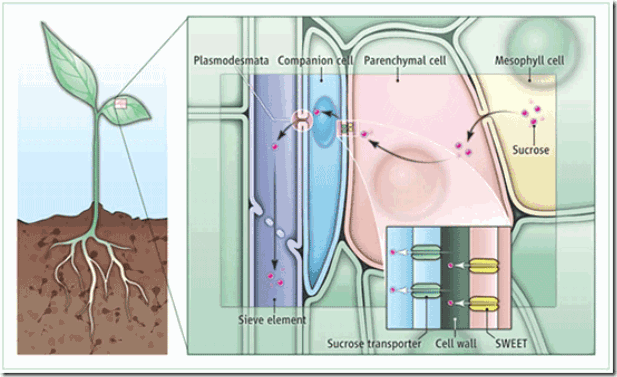 Plasmodesmata Companion cell Parenchymal cell Mesophyll cell
Sucrose
Sieve element
Sucrose transporter Cell wall SWEET